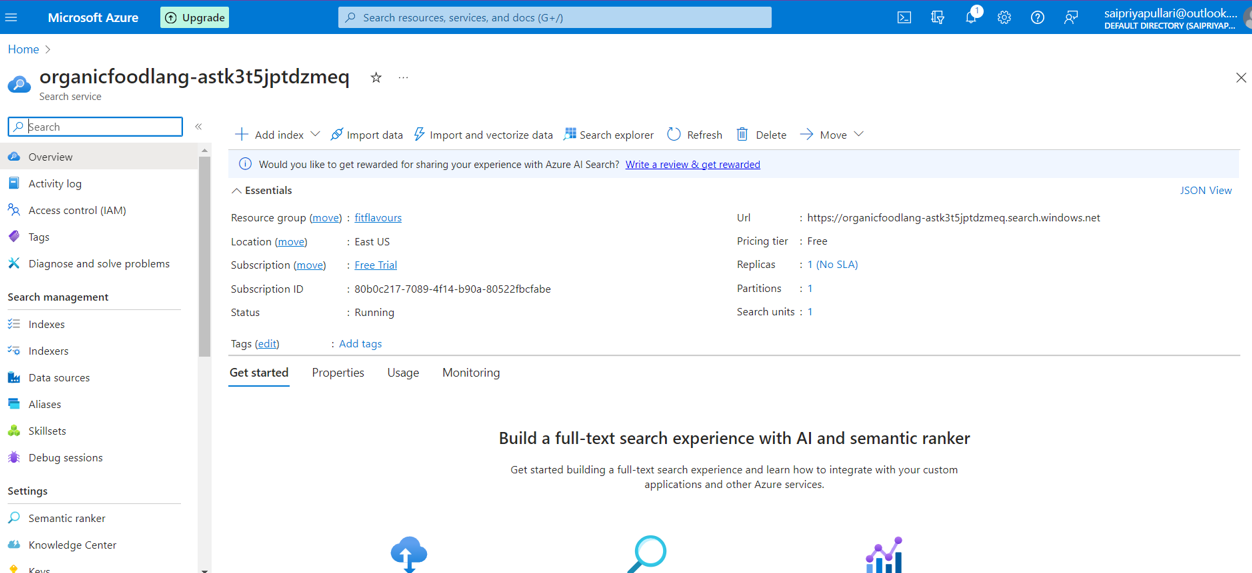 Microsoft Azure
Upgrade
Search resources, services, and docs (G+/)
1
saipriyapullari@outlook....
DEFAULT DIRECTORY (SAIPRIYAP...
Home >
organicfoodlang-astk3t5jptdzmeq
Search service
Search
Add index
Import data
Import and vectorize data
Search explorer
Refresh
Delete
Move
Would you like to get rewarded for sharing your experience with Azure AI Search? Write a review & get rewarded
Overview
Activity log
Access control (IAM)
Tags
Diagnose and solve problems
Search management
Indexes
Indexers
Data sources
Aliases
Skillsets
Debug sessions
Settings
Semantic ranker
Knowledge Center
Keys
Essentials
JSON View
Resource group (move) : fitflavours
Location (move) : East US
Subscription (move) : Free Trial
Subscription ID : 80b0c217-7089-4f14-b90a-80522fbcfabe
Status : Running
Tags (edit) : Add tags
Url : https://organicfoodlang-astk3t5jptdzmeq.search.windows.net
Pricing tier : Free
Replicas : 1 (No SLA)
Partitions : 1
Search units : 1
Get started
Properties
Usage
Monitoring
Build a full-text search experience with AI and semantic ranker
Get started building a full-text search experience and learn how to integrate with your custom
applications and other Azure services.